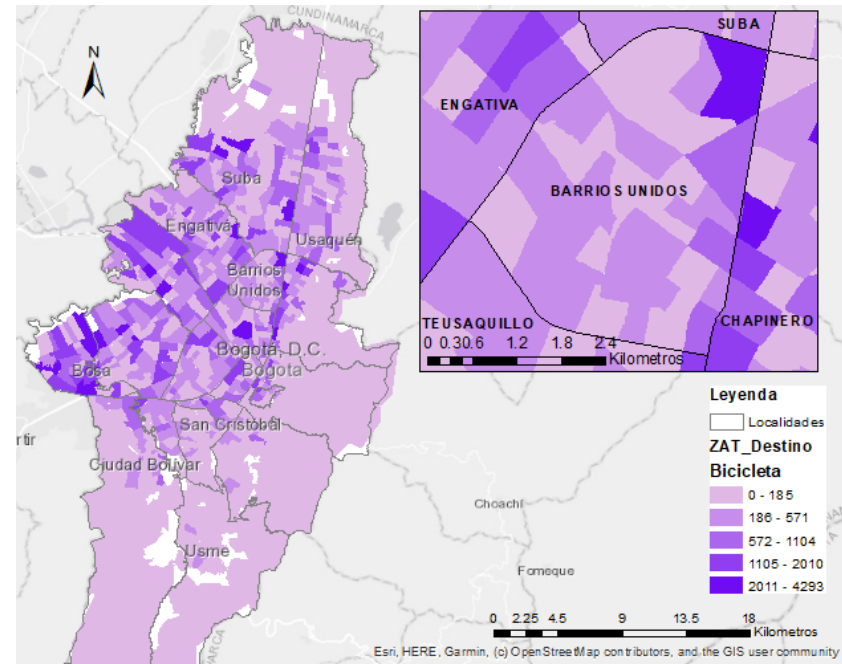 CUNDINAMARCA
N
Suba
Engativá
Usaquén
Barrios
Unidos
Bogotá, D.C.
Bogota
Bosa
San Cristóbal
Ciudad Bolívar
Usme
Choachí
Fomeque
SUBA
ENGATIVA
BARRIOS UNIDOS
TEUSAQUILLO
CHAPINERO
0 0.30.6 1.2 1.8 2.4
Kilometros
Leyenda
Localidades
ZAT_Destino
Bicicleta
0 - 185
186 - 571
572 - 1104
1105 - 2010
2011 - 4293
0 2.25 4.5 9 13.5 18
Kilometros
Esri, HERE, Garmin, (c) OpenStreetMap contributors, and the GIS user community